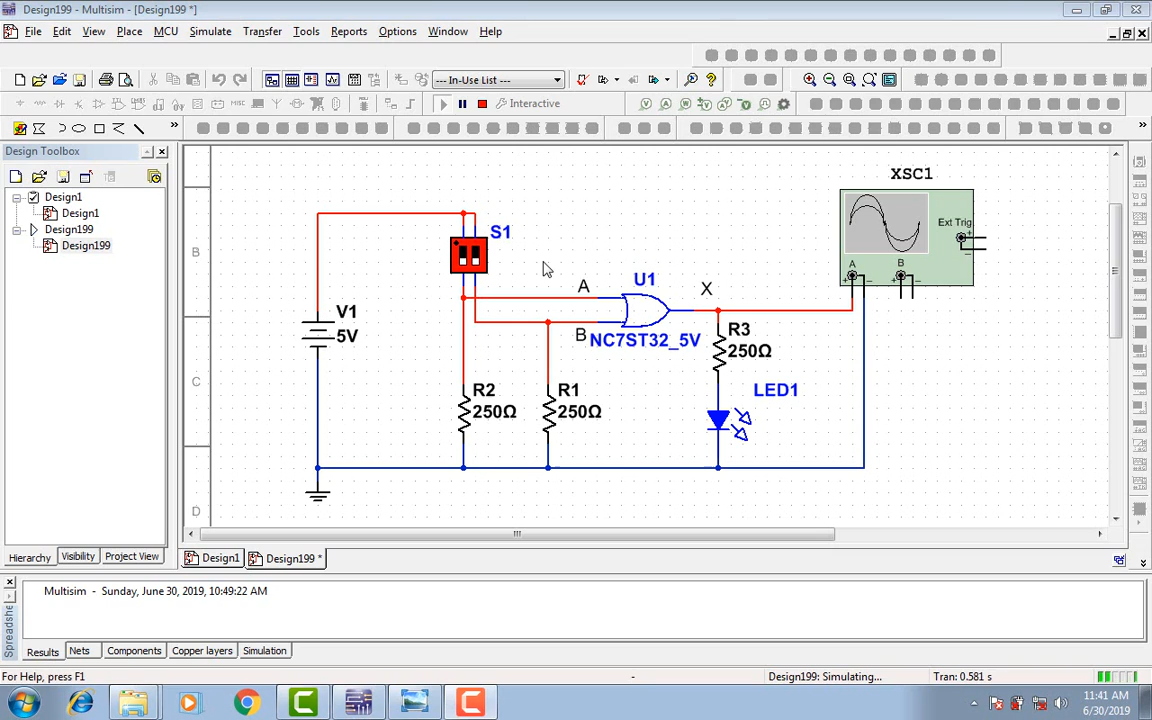 Design199 - Multisim - [Design199 *]
File Edit View Place MCU Simulate Transfer Tools Reports Options Window Help
--- In-Use List ---
Interactive
Design Toolbox
Design1
Design1
Design199
Design199
Hierarchy Visibility Project View
B
C
D
XSC1
Ext Trig
+
−
A
B
+ − + −
S1
A
U1
X
B
NC7ST32_5V
V1
5V
R3
250Ω
LED1
R2
250Ω
R1
250Ω
Design1 Design199 *
Multisim - Sunday, June 30, 2019, 10:49:22 AM
Spreadshe
Results Nets Components Copper layers Simulation
For Help, press F1
-
Design199: Simulating...
Tran: 0.581 s
11:41 AM
6/30/2019